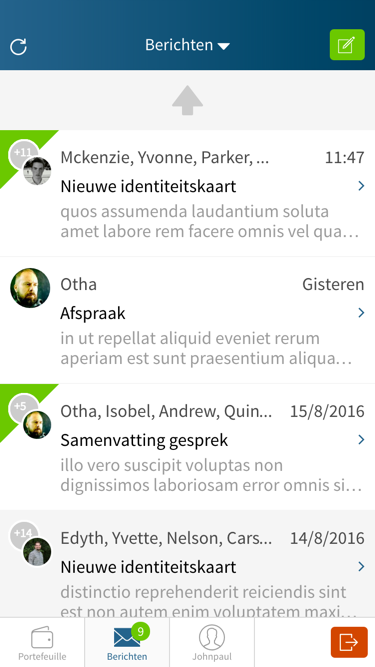 Berichten
+11
Mckenzie, Yvonne, Parker, ...
11:47
Nieuwe identiteitskaart
quos assumenda laudantium soluta
amet labore rem facere omnis vel qua...
Otha
Gisteren
Afspraak
in ut repellat aliquid eveniet rerum
aperiam est sunt praesentium aliqua...
+5
Otha, Isobel, Andrew, Quin...
15/8/2016
Samenvatting gesprek
illo vero suscipit voluptas non
dignissimos laboriosam error omnis si...
+14
Edyth, Yvette, Nelson, Cars...
14/8/2016
Nieuwe identiteitskaart
distinctio reprehenderit reiciendis sint
est non autem enim voluptatem maxi...
9
Portefeuille
Berichten
Johnpaul